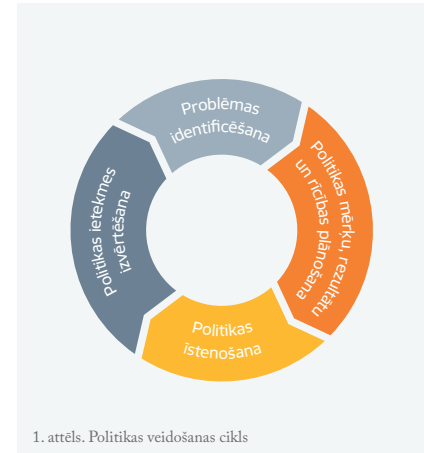 Problēmas
identificēšana
Politikas mērķu, rezultātu
un rīcības plānošana
Politikas
īstenošana
Politikas ietekmes
izvērtēšana
1. attēls. Politikas veidošanas cikls